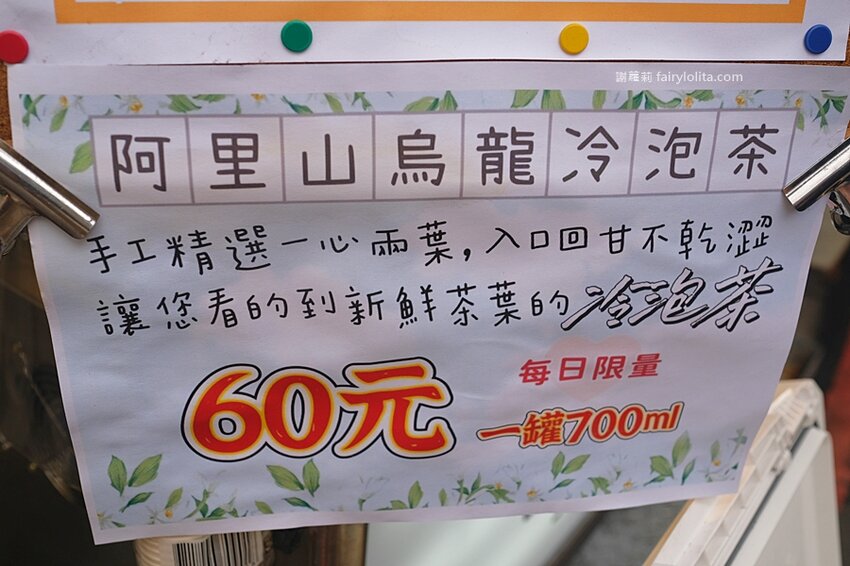 謝蘿莉 fairylolita.com
阿里山烏龍冷泡茶
手工精選一心兩葉,入口回甘不乾澀
讓您看的到新鮮茶葉的冷泡茶
每日限量
60元
一罐700ml